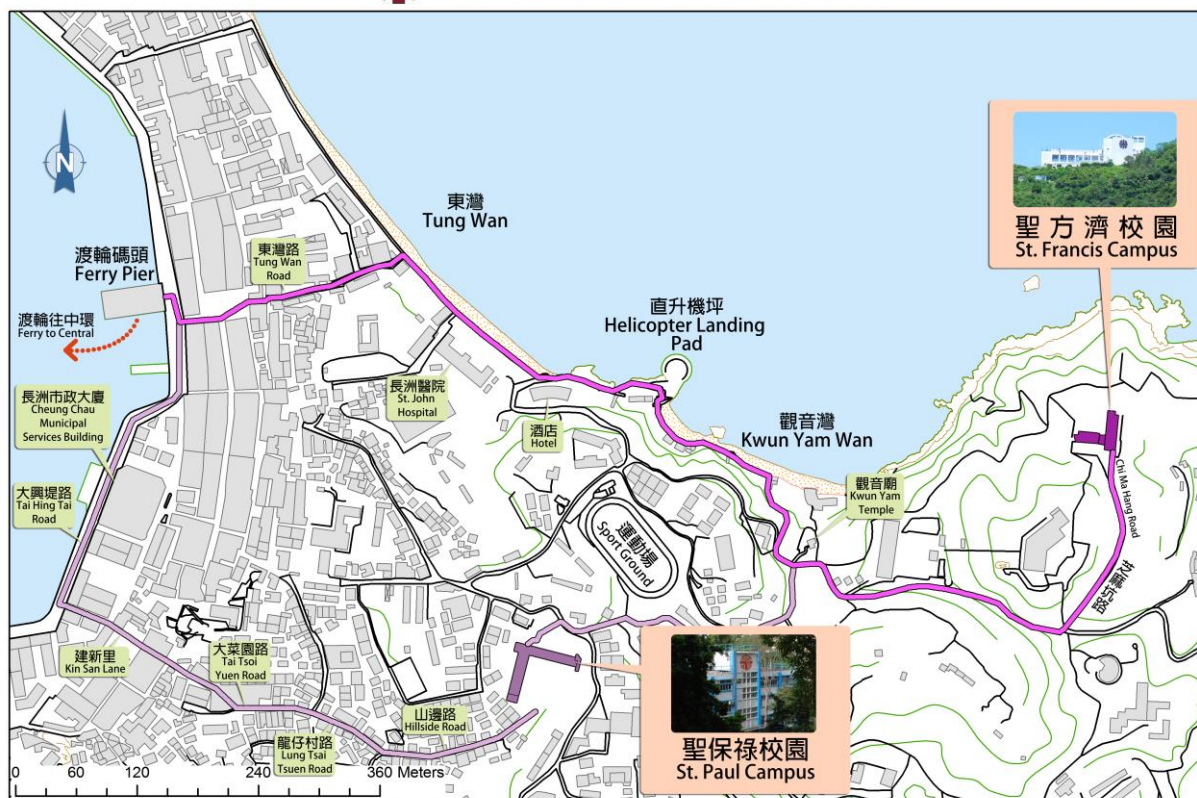 N
東灣
Tung Wan
聖方濟校園
St. Francis Campus
渡輪碼頭
Ferry Pier
東灣路
Tung Wan
Road
渡輪往中環
Ferry to Central
直升機坪
Helicopter Landing
Pad
長洲市政大廈
Cheung Chau
Municipal
Services Building
長洲醫院
St. John
Hospital
酒店
Hotel
觀音灣
Kwun Yam Wan
觀音廟
Kwun Yam
Temple
Chi Ma Hang Road
芝麻坑路
大興堤路
Tai Hing Tai
Road
運動場
Sport Ground
建新里
Kin San Lane
大菜園路
Tai Tsoi
Yuen Road
山邊路
Hillside Road
龍仔村路
Lung Tsai
Tsuen Road
聖保祿校園
St. Paul Campus
0 60 120 240 360 Meters